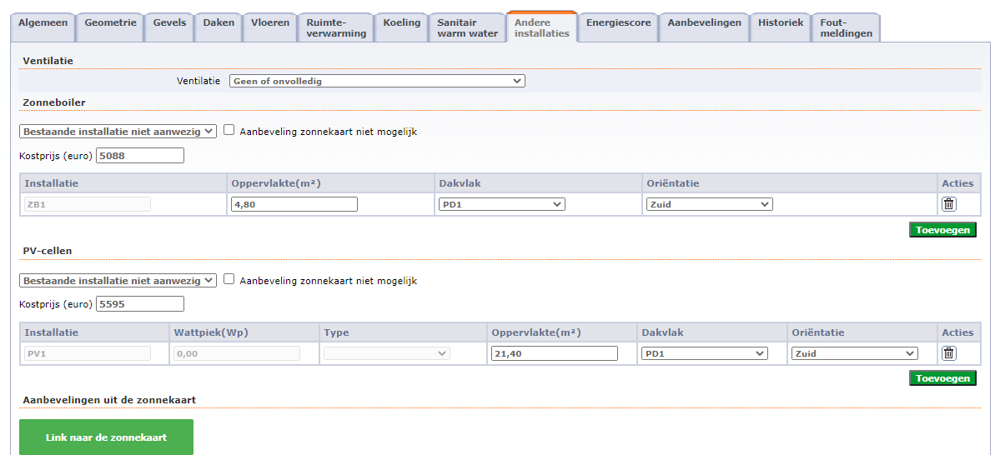 Algemeen
Geometrie
Gevels
Daken
Vloeren
Ruimte-
verwarming
Koeling
Sanitair
warm water
Andere
installaties
Energiescore
Aanbevelingen
Historiek
Fout-
meldingen
Ventilatie
Ventilatie Geen of onvolledig
Zonneboiler
Bestaande installatie niet aanwezig Aanbeveling zonnekaart niet mogelijk
Kostprijs (euro) 5088
Installatie Oppervlakte(m²) Dakvlak Oriëntatie Acties
ZB1 4,80 PD1 Zuid
Toevoegen
PV-cellen
Bestaande installatie niet aanwezig Aanbeveling zonnekaart niet mogelijk
Kostprijs (euro) 5595
Installatie Wattpiek(Wp) Type Oppervlakte(m²) Dakvlak Oriëntatie Acties
PV1 0,00 21,40 PD1 Zuid
Toevoegen
Aanbevelingen uit de zonnekaart
Link naar de zonnekaart